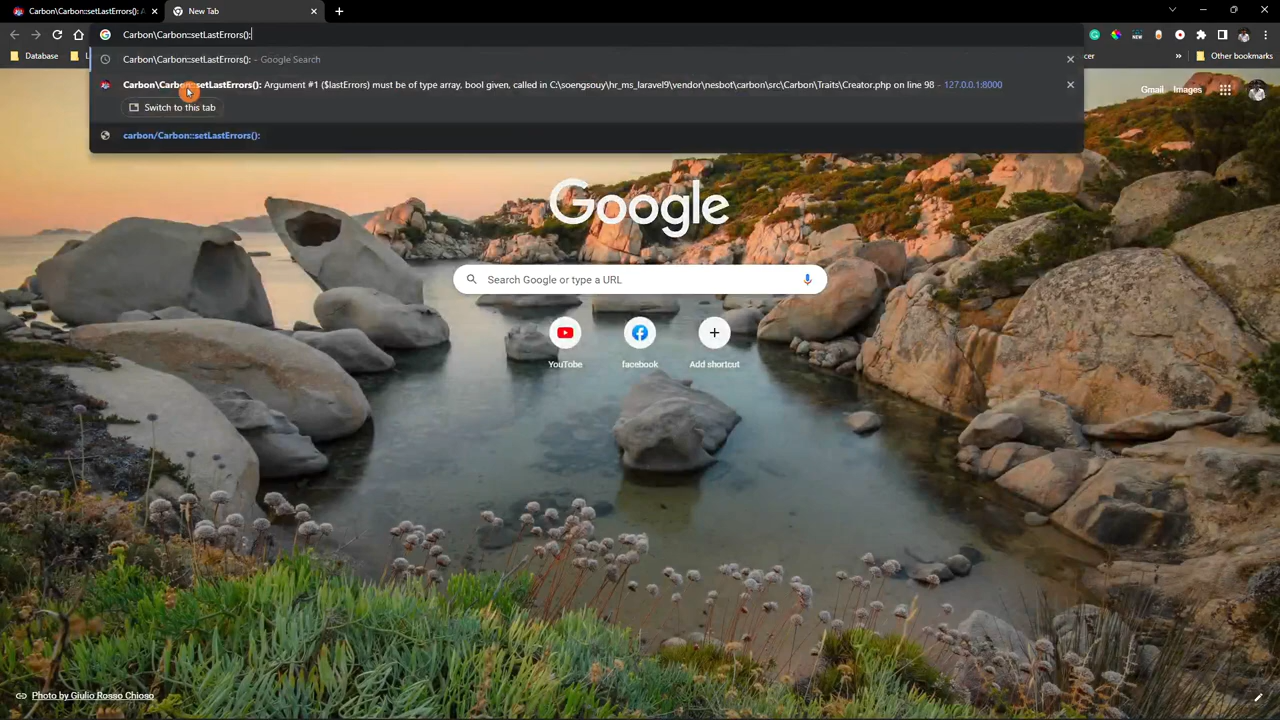 Carbon\Carbon::setLastErrors(): A
New Tab
Carbon\Carbon::setLastErrors():
Database
Other bookmarks
Carbon\Carbon::setLastErrors(): - Google Search
Carbon\Carbon::setLastErrors(): Argument #1 ($lastErrors) must be of type array, bool given, called in C:\soengsouy\hr_ms_laravel9\vendor\nesbot\carbon\src\Carbon\Traits\Creator.php on line 98 - 127.0.0.1:8000
Switch to this tab
Gmail Images
carbon/Carbon::setLastErrors():
Google
Search Google or type a URL
YouTube
facebook
Add shortcut
Photo by Giulio Rosso Chioso